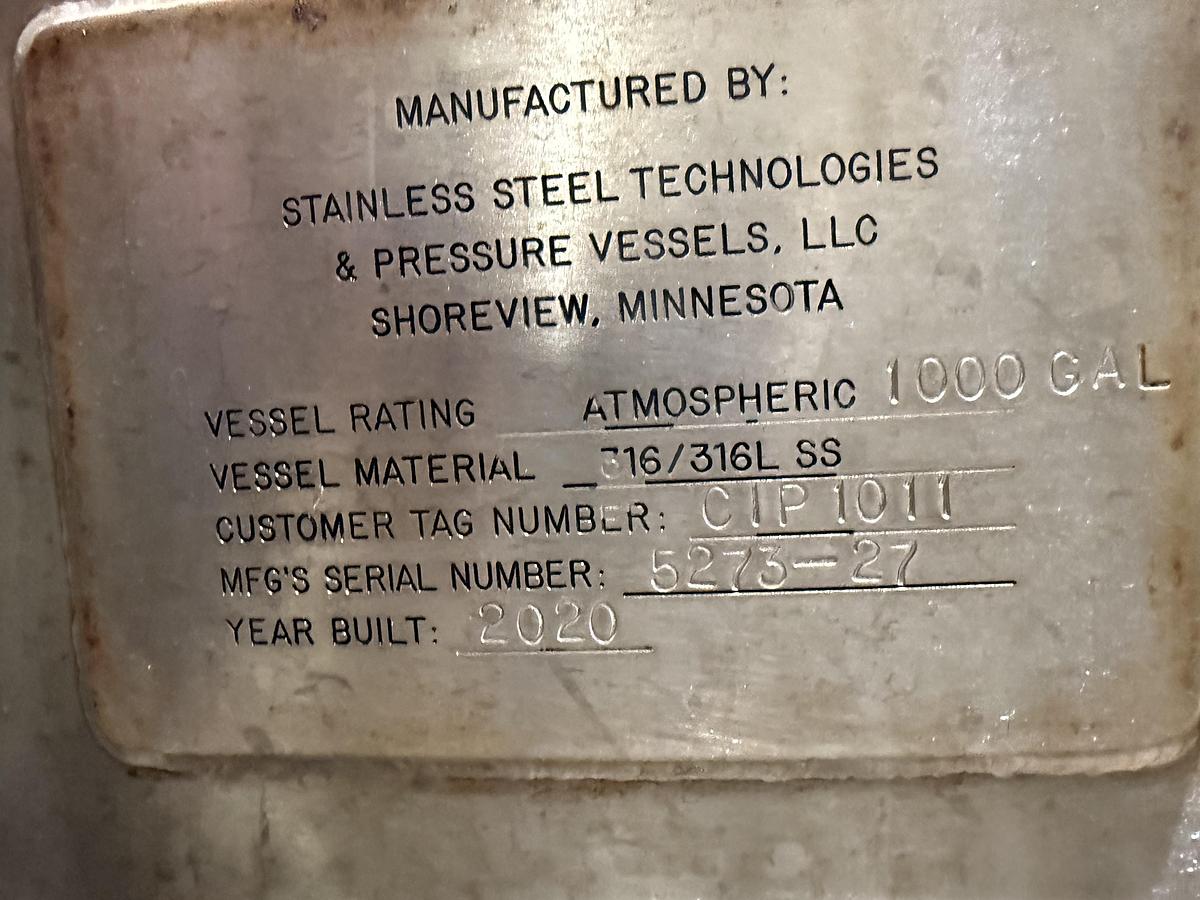 MANUFACTURED BY:
STAINLESS STEEL TECHNOLOGIES
& PRESSURE VESSELS, LLC
SHOREVIEW, MINNESOTA
VESSEL RATING ATMOSPHERIC 1000 GAL
VESSEL MATERIAL 316/316L SS
CUSTOMER TAG NUMBER: CIP 1011
MFG'S SERIAL NUMBER: 5273-27
YEAR BUILT: 2020